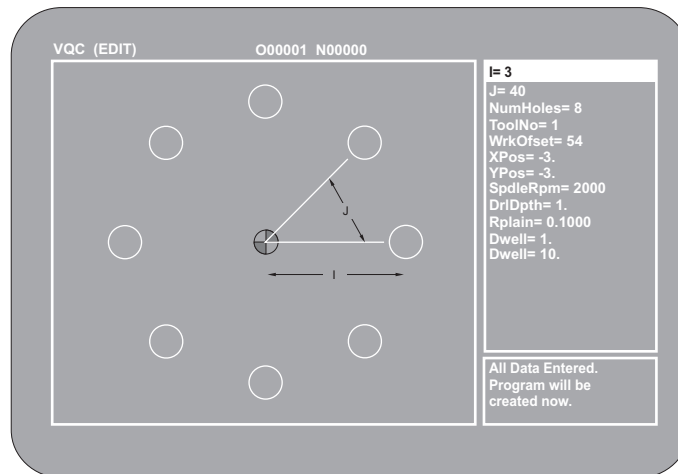 VQC (EDIT) O00001 N00000
I= 3
J= 40
NumHoles= 8
ToolNo= 1
WrkOfset= 54
XPos= -3.
YPos= -3.
SpdleRpm= 2000
DrlDpth= 1.
Rplain= 0.1000
Dwell= 1.
Dwell= 10.
J
I
All Data Entered.
Program will be
created now.